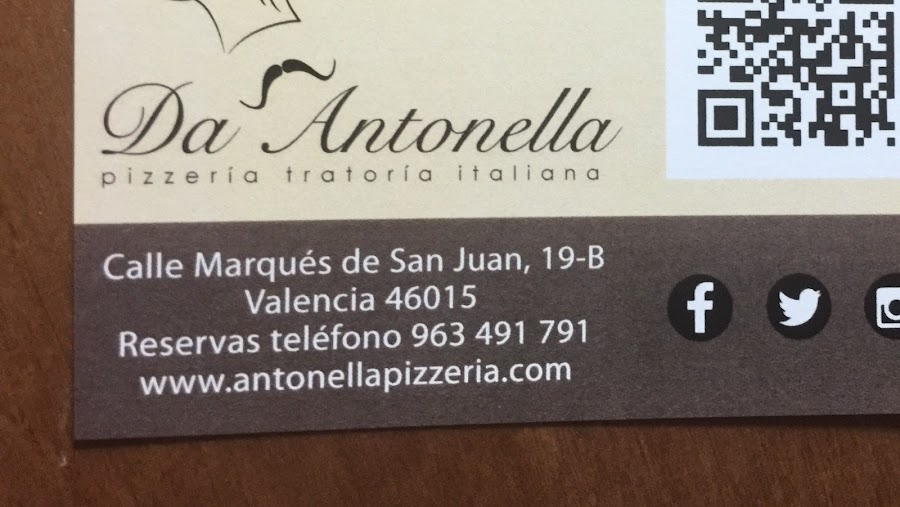 Da Antonella
pizzería tratoría italiana
Calle Marqués de San Juan, 19-B
Valencia 46015
Reservas teléfono 963 491 791
www.antonellapizzeria.com